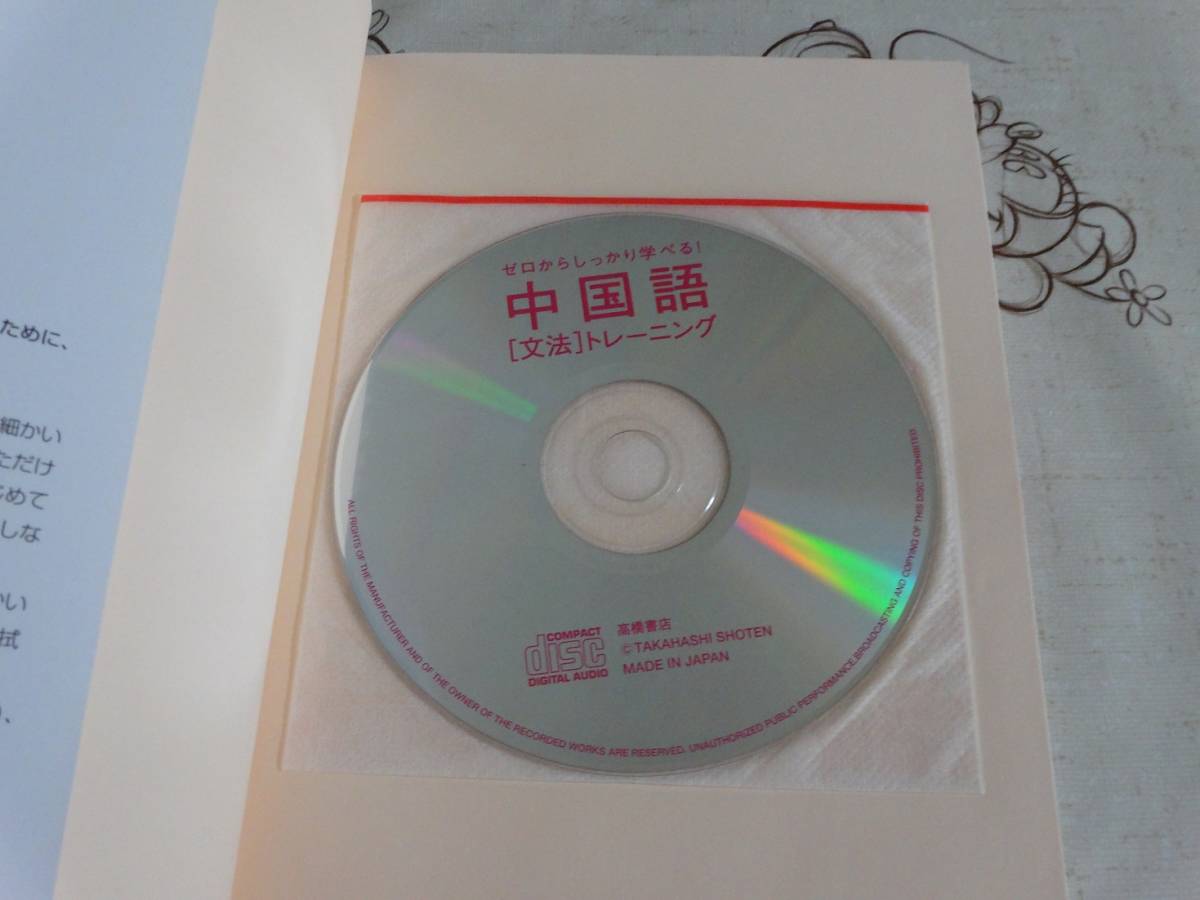 ために、
細かい
ただけ
じめて
しな
かい
拭
ゼロからしっかり学べる!
中国語
[文法]トレーニング
COMPACT
disc
DIGITAL AUDIO
高橋書店
©TAKAHASHI SHOTEN
MADE IN JAPAN
ALL RIGHTS OF THE MANUFACTURER AND OF THE OWNER OF THE RECORDED WORKS ARE RESERVED. UNAUTHORIZED PUBLIC PERFORMANCE.BROADCASTING AND COPYING OF THIS DISC PROHIBITED